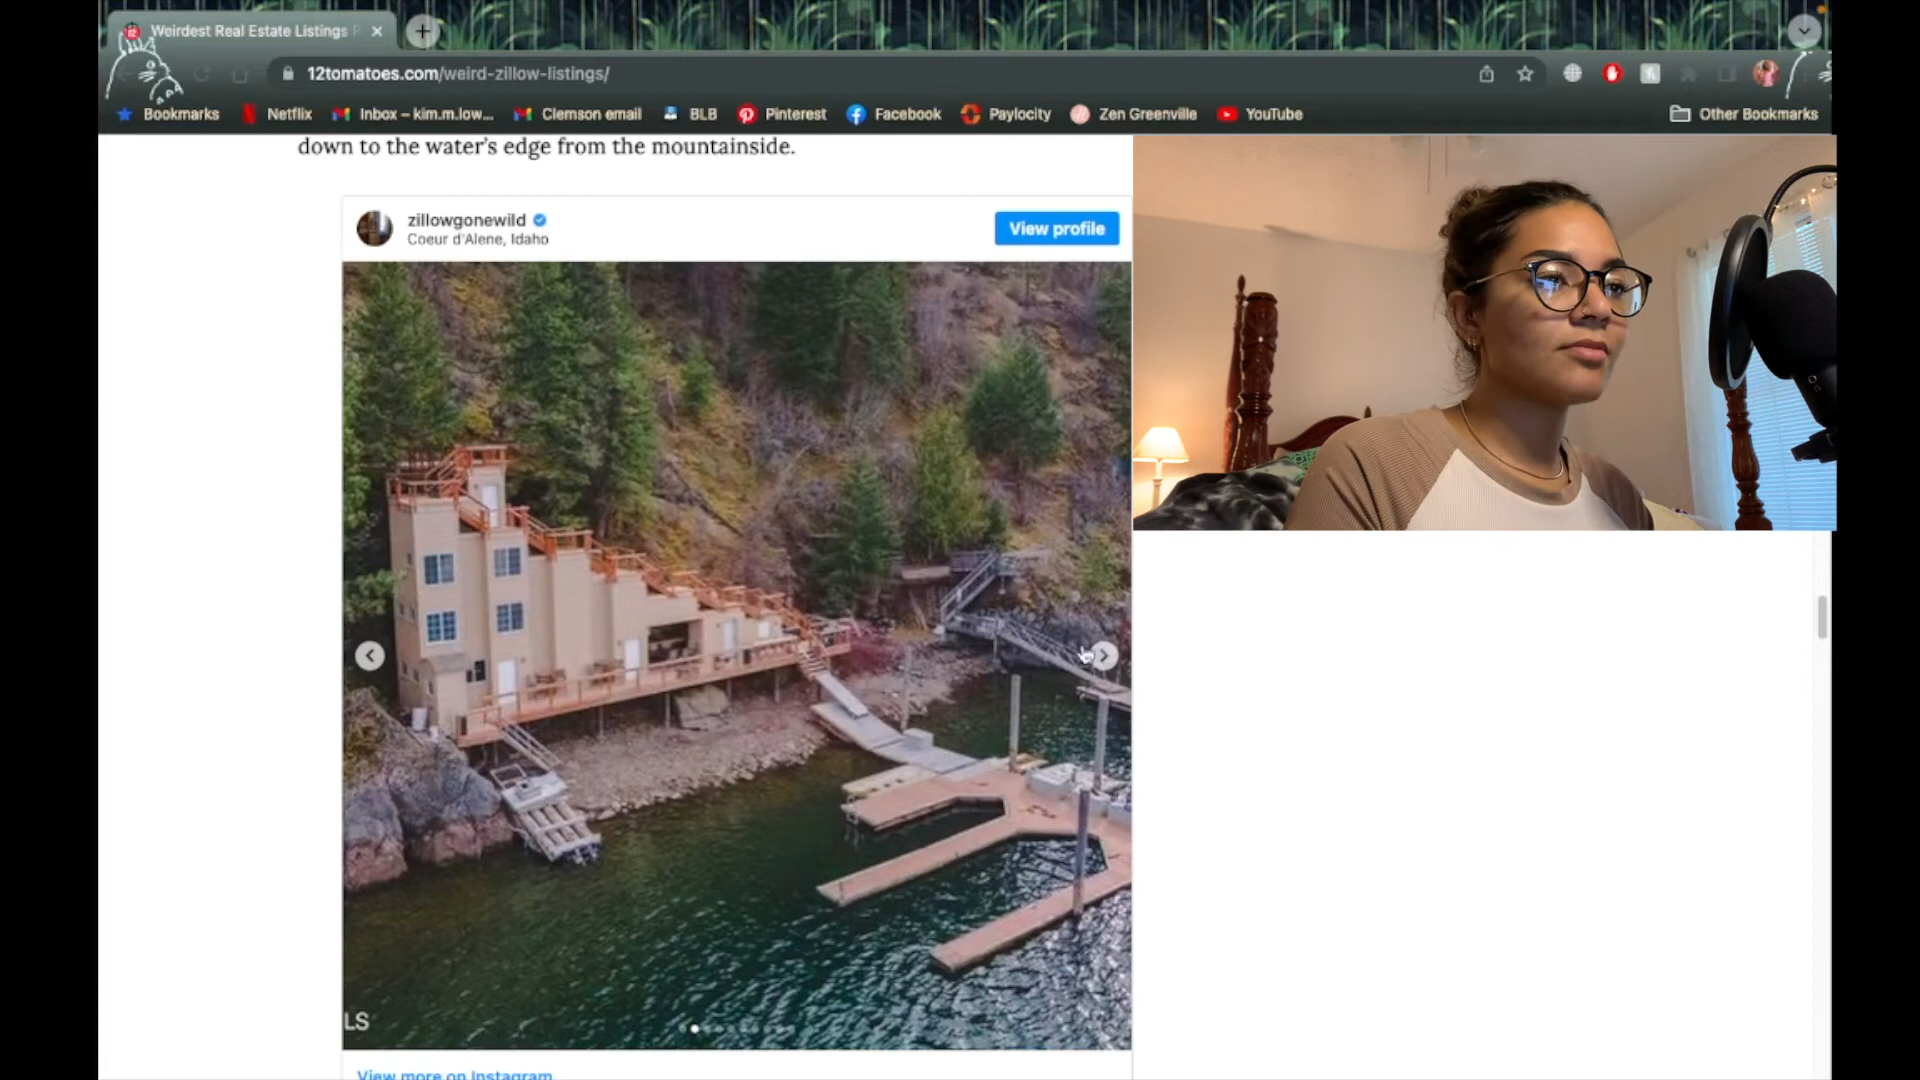 Weirdest Real Estate Listings
12tomatoes.com/weird-zillow-listings/
Bookmarks Netflix Inbox – kim.m.low... Clemson email BLB Pinterest Facebook Paylocity Zen Greenville YouTube Other Bookmarks
down to the water's edge from the mountainside.
zillowgonewild
Coeur d'Alene, Idaho
View profile
LS
View more on Instagram